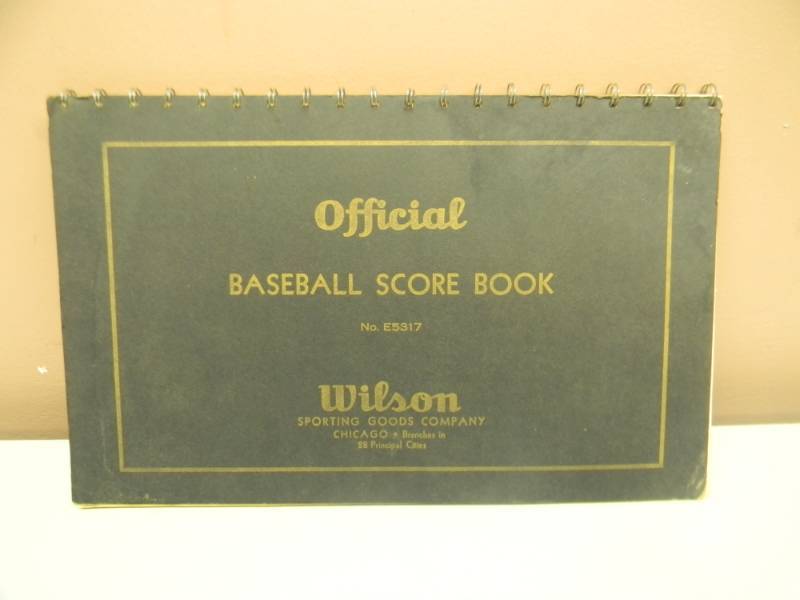 Official
BASEBALL SCORE BOOK
No. E5317
Wilson
SPORTING GOODS COMPANY
CHICAGO • Branches in
28 Principal Cities